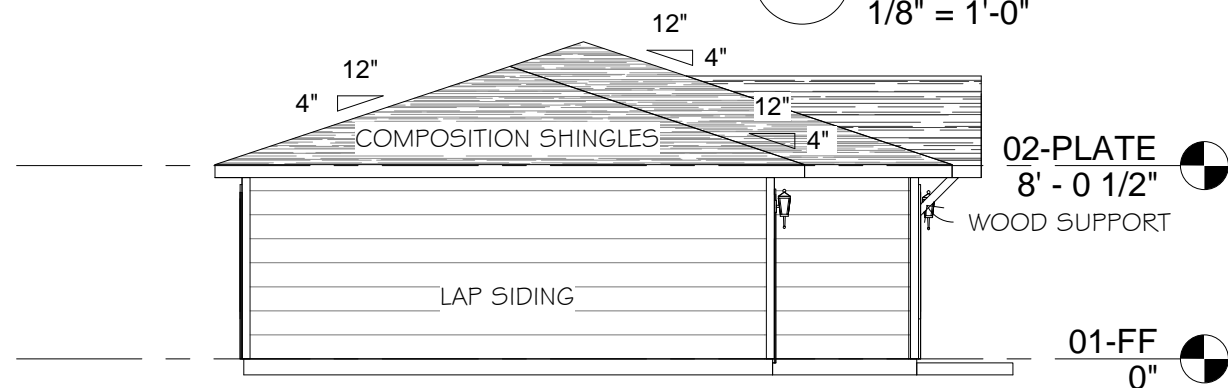 1/8" = 1'-0"
12"
4"
12"
4"
12"
4"
COMPOSITION SHINGLES
02-PLATE
8' - 0 1/2"
WOOD SUPPORT
LAP SIDING
01-FF
0"